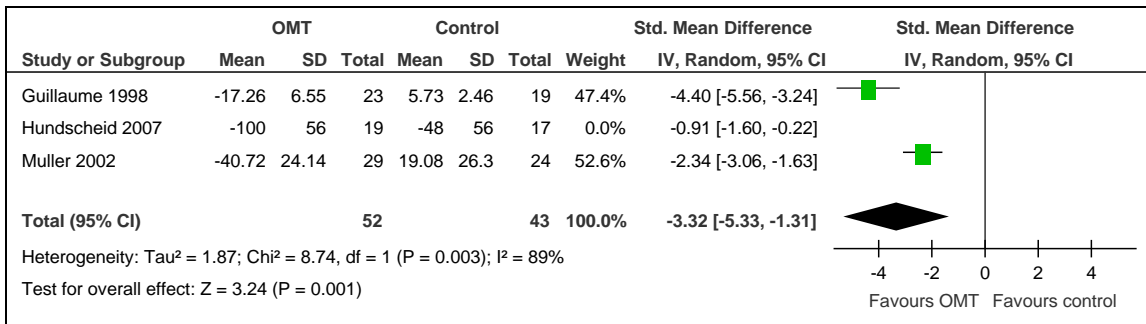 OMT Control Std. Mean Difference Std. Mean Difference
Study or Subgroup Mean SD Total Mean SD Total Weight IV, Random, 95% CI IV, Random, 95% CI
Guillaume 1998 -17.26 6.55 23 5.73 2.46 19 47.4% -4.40 [-5.56, -3.24]
Hundscheid 2007 -100 56 19 -48 56 17 0.0% -0.91 [-1.60, -0.22]
Muller 2002 -40.72 24.14 29 19.08 26.3 24 52.6% -2.34 [-3.06, -1.63]
Total (95% CI) 52 43 100.0% -3.32 [-5.33, -1.31]
Heterogeneity: Tau² = 1.87; Chi² = 8.74, df = 1 (P = 0.003); I² = 89%
Test for overall effect: Z = 3.24 (P = 0.001)
-4 -2 0 2 4
Favours OMT Favours control